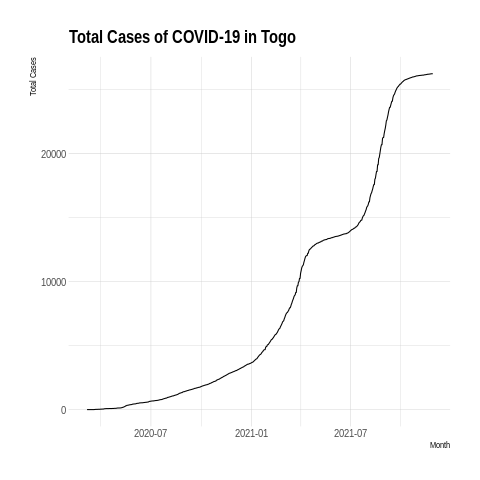 Total Cases of COVID-19 in Togo
Total Cases
20000
10000
0
2020-07
2021-01
2021-07
Month